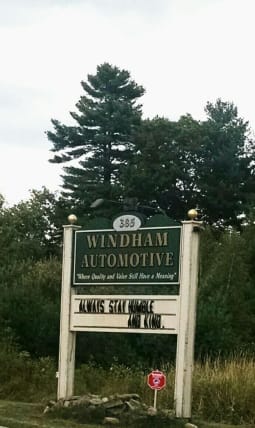 385
WINDHAM
AUTOMOTIVE
"Where Quality and Value Still Have a Meaning"
ALWAYS STAY HUMBLE
AND KIND.